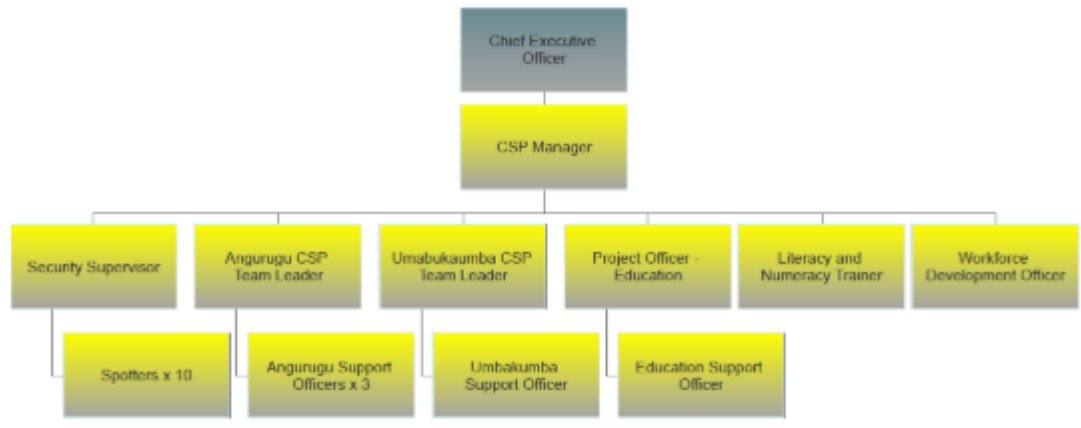 Chief Executive
Officer
CSP Manager
Security Supervisor
Angurugu CSP
Team Leader
Umabukaumba CSP
Team Leader
Project Officer -
Education
Literacy and
Numeracy Trainer
Workforce
Development Officer
Spotters x 10
Angurugu Support
Officers x 3
Umbakumba
Support Officer
Education Support
Officer